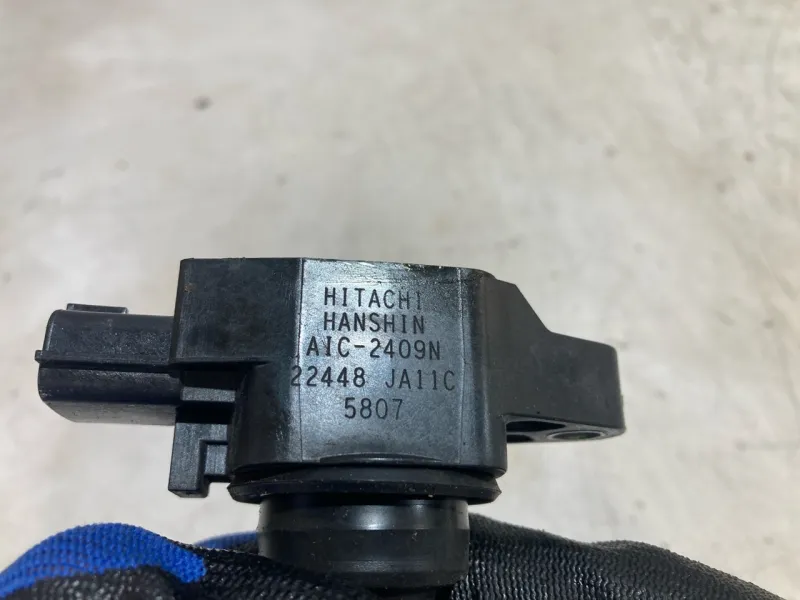 HITACHI
HANSHIN
AIC-2409N
22448 JA11C
5807